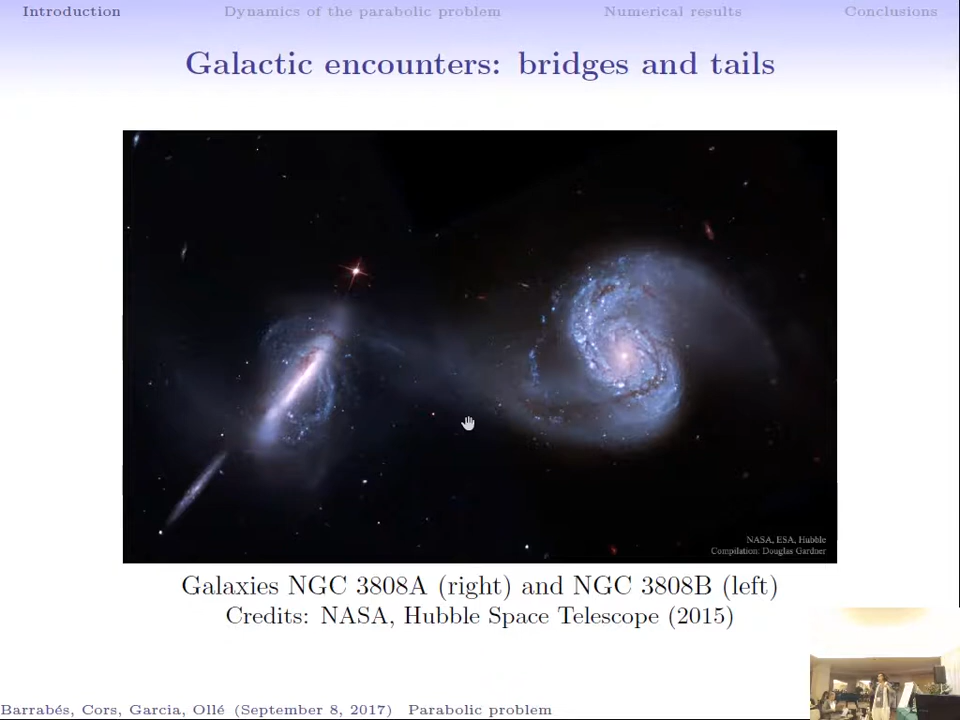 Introduction Dynamics of the parabolic problem Numerical results Conclusions
Galactic encounters: bridges and tails
NASA, ESA, Hubble
Compilation: Douglas Gardner
Galaxies NGC 3808A (right) and NGC 3808B (left)
Credits: NASA, Hubble Space Telescope (2015)
Barrabés, Cors, Garcia, Ollé (September 8, 2017) Parabolic problem